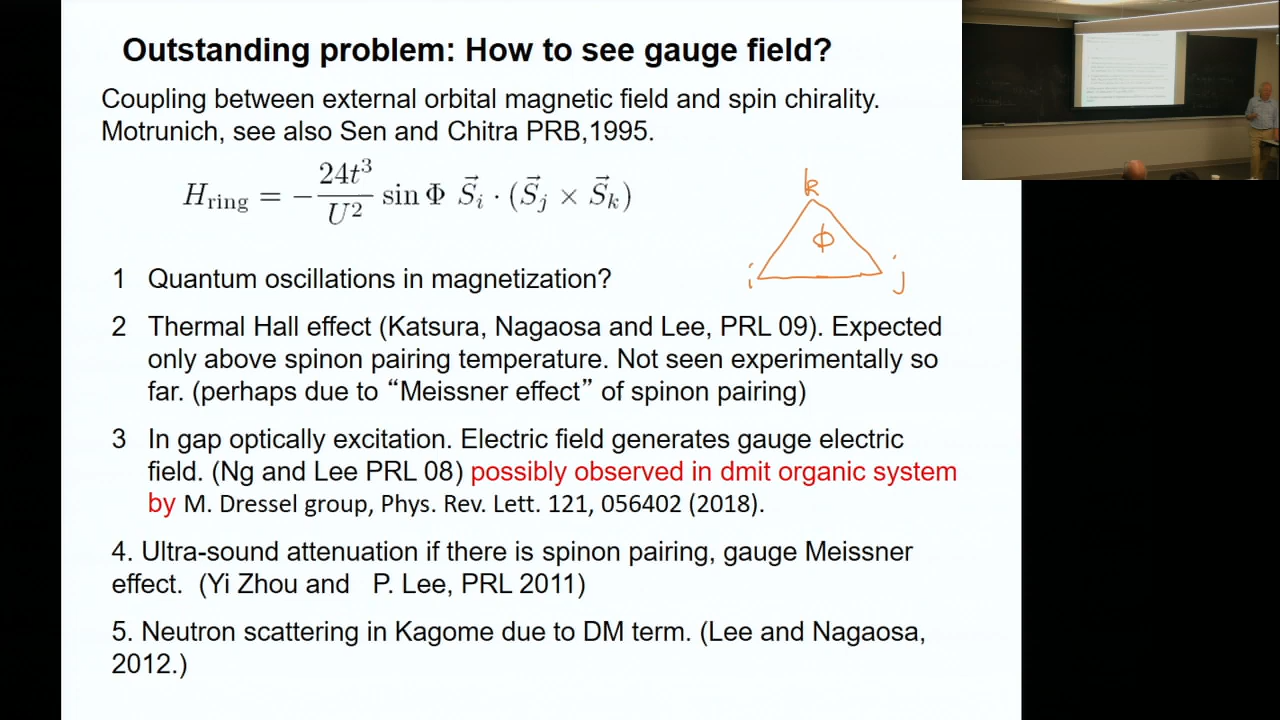 Outstanding problem: How to see gauge field?
Coupling between external orbital magnetic field and spin chirality.
Motrunich, see also Sen and Chitra PRB,1995.
H_ring = − 24t³/U² sin Φ S⃗_i · (S⃗_j × S⃗_k)
k
ϕ
i
j
1 Quantum oscillations in magnetization?
2 Thermal Hall effect (Katsura, Nagaosa and Lee, PRL 09). Expected
only above spinon pairing temperature. Not seen experimentally so
far. (perhaps due to “Meissner effect” of spinon pairing)
3 In gap optically excitation. Electric field generates gauge electric
field. (Ng and Lee PRL 08) possibly observed in dmit organic system
by M. Dressel group, Phys. Rev. Lett. 121, 056402 (2018).
4. Ultra-sound attenuation if there is spinon pairing, gauge Meissner
effect. (Yi Zhou and P. Lee, PRL 2011)
5. Neutron scattering in Kagome due to DM term. (Lee and Nagaosa,
2012.)